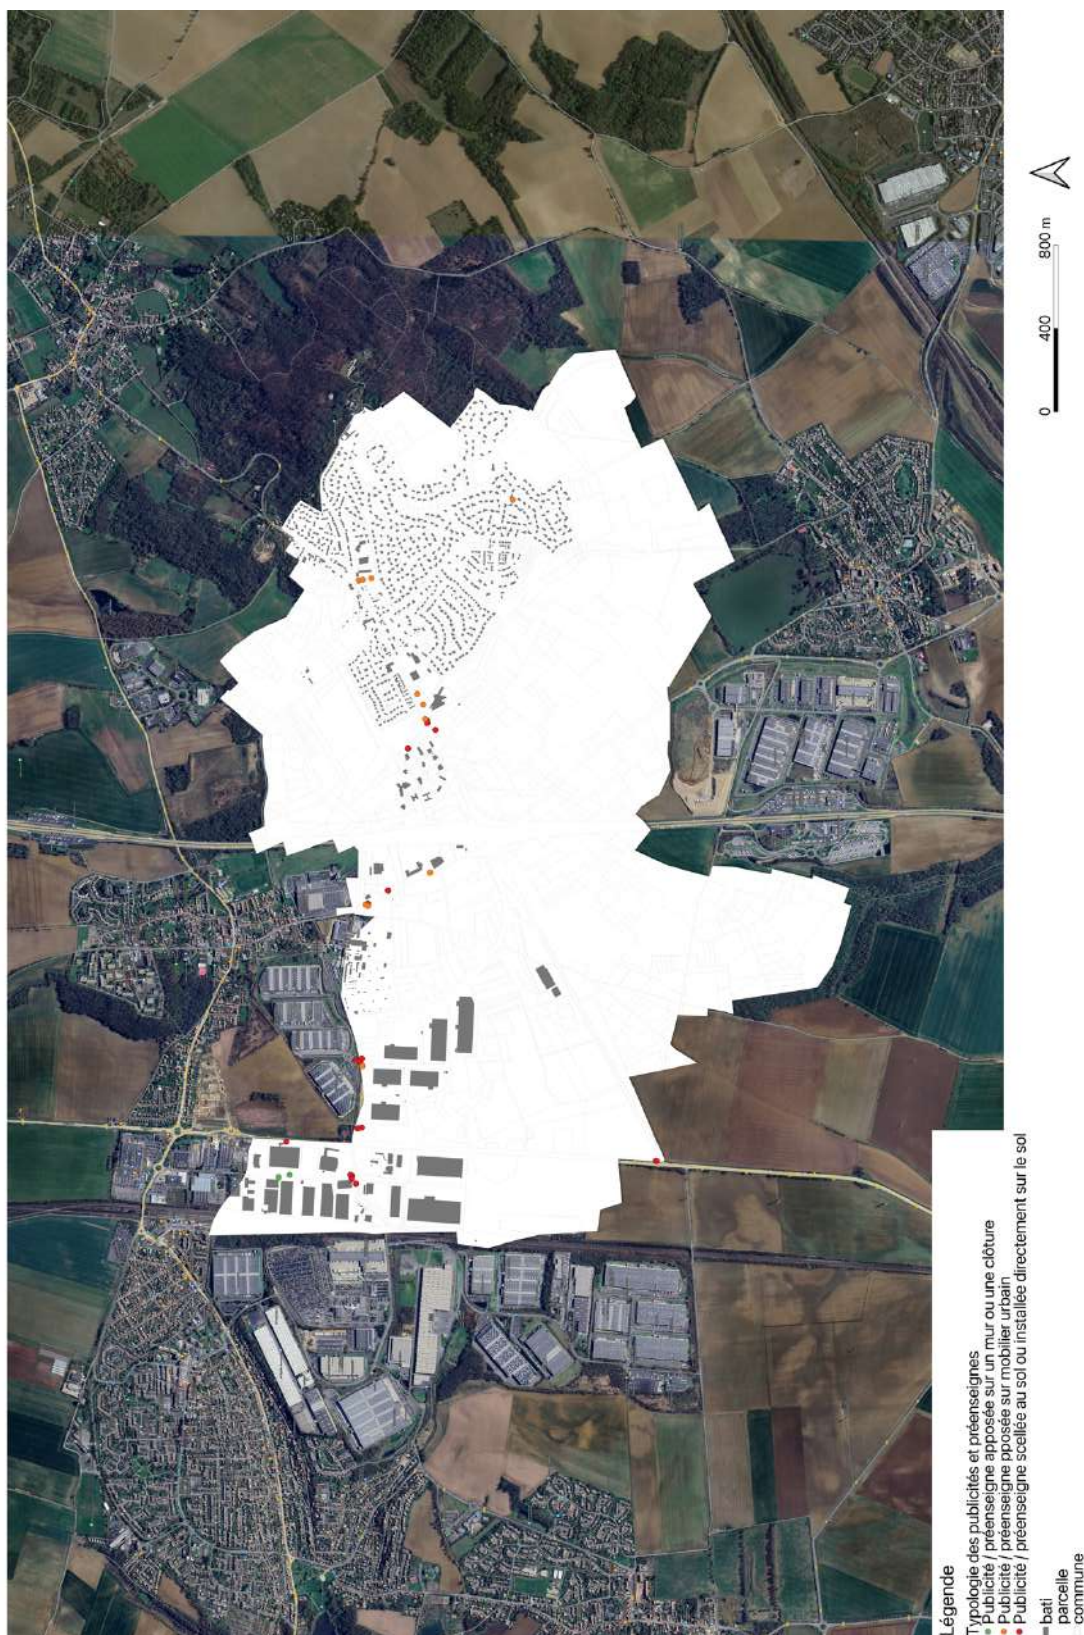 Légende
Typologie des publicités et préenseignes
Publicité / préenseigne apposée sur un mur ou une clôture
Publicité / préenseigne pposée sur mobilier urbain
Publicité / préenseigne scellée au sol ou installée directement sur le sol
bati
parcelle
commune
0 400 800 m